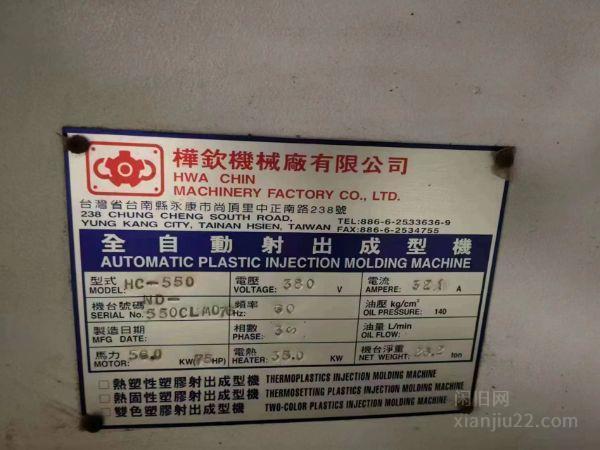 樺欽機械廠有限公司
HWA CHIN
MACHINERY FACTORY CO., LTD.
台灣省台南縣永康市尚頂里中正南路238號
238 CHUNG CHENG SOUTH ROAD,
YUNG KANG CITY, TAINAN HSIEN, TAIWAN
TEL:886-6-2533636-9
FAX:886-6-2534755
全自動射出成型機
AUTOMATIC PLASTIC INJECTION MOLDING MACHINE
型式 MODEL: HC-550
電壓 VOLTAGE: 380 V
電流 AMPERE: A
機台號碼 SERIAL No. ND-
頻率 Hz:
油壓 kg/cm² OIL PRESSURE: 140
製造日期 MFG DATE:
相數 PHASE:
油量 L/min OIL FLOW:
馬力 MOTOR: 56.0 KW(75HP)
電熱 HEATER: 35.0 KW
機台淨重 NET WEIGHT: ton
熱塑性塑膠射出成型機 THERMOPLASTICS INJECTION MOLDING MACHINE
熱固性塑膠射出成型機 THERMOSETTING PLASTICS INJECTION MOLDING MACHINE
雙色塑膠射出成型機 TWO-COLOR PLASTICS INJECTION MOLDING MACHINE
闲旧网
xianjiu22.com